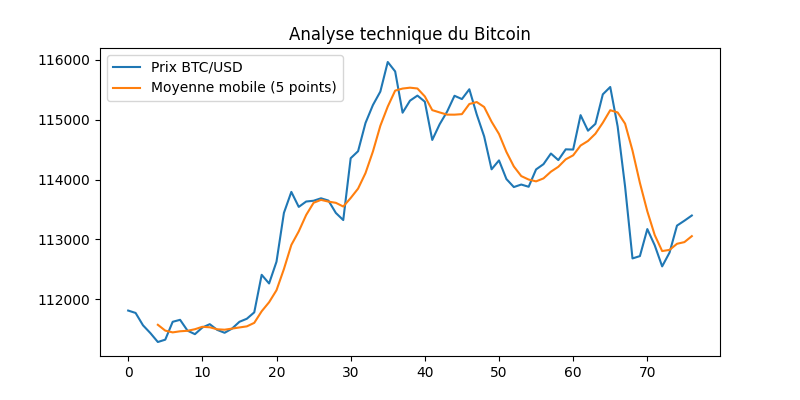 Analyse technique du Bitcoin
Prix BTC/USD
Moyenne mobile (5 points)
116000
115000
114000
113000
112000
0 10 20 30 40 50 60 70